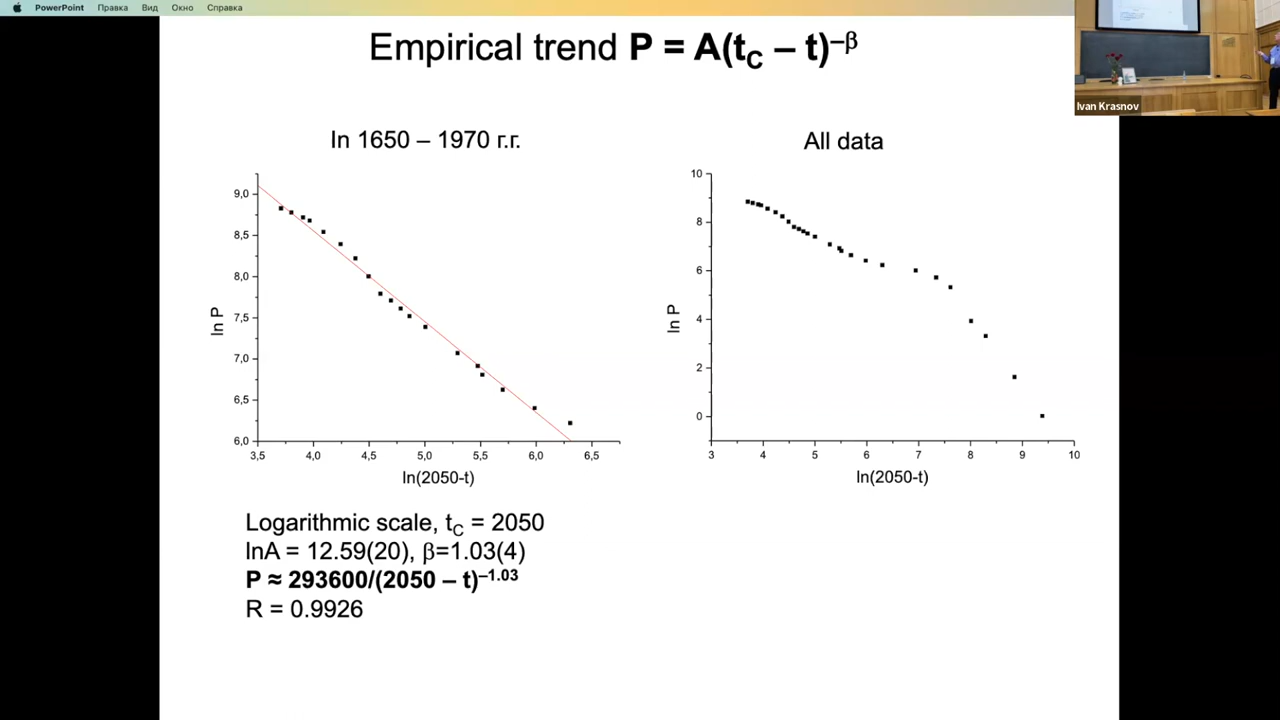 PowerPoint Правка Вид Окно Справка
Empirical trend P = A(tC – t)–β
Ivan Krasnov
In 1650 – 1970 г.г.
9,0
8,5
8,0
7,5
7,0
6,5
6,0
ln P
3,5 4,0 4,5 5,0 5,5 6,0 6,5
ln(2050-t)
All data
10
8
6
4
2
0
ln P
3 4 5 6 7 8 9 10
ln(2050-t)
Logarithmic scale, tC = 2050
lnA = 12.59(20), β=1.03(4)
P ≈ 293600/(2050 – t)–1.03
R = 0.9926